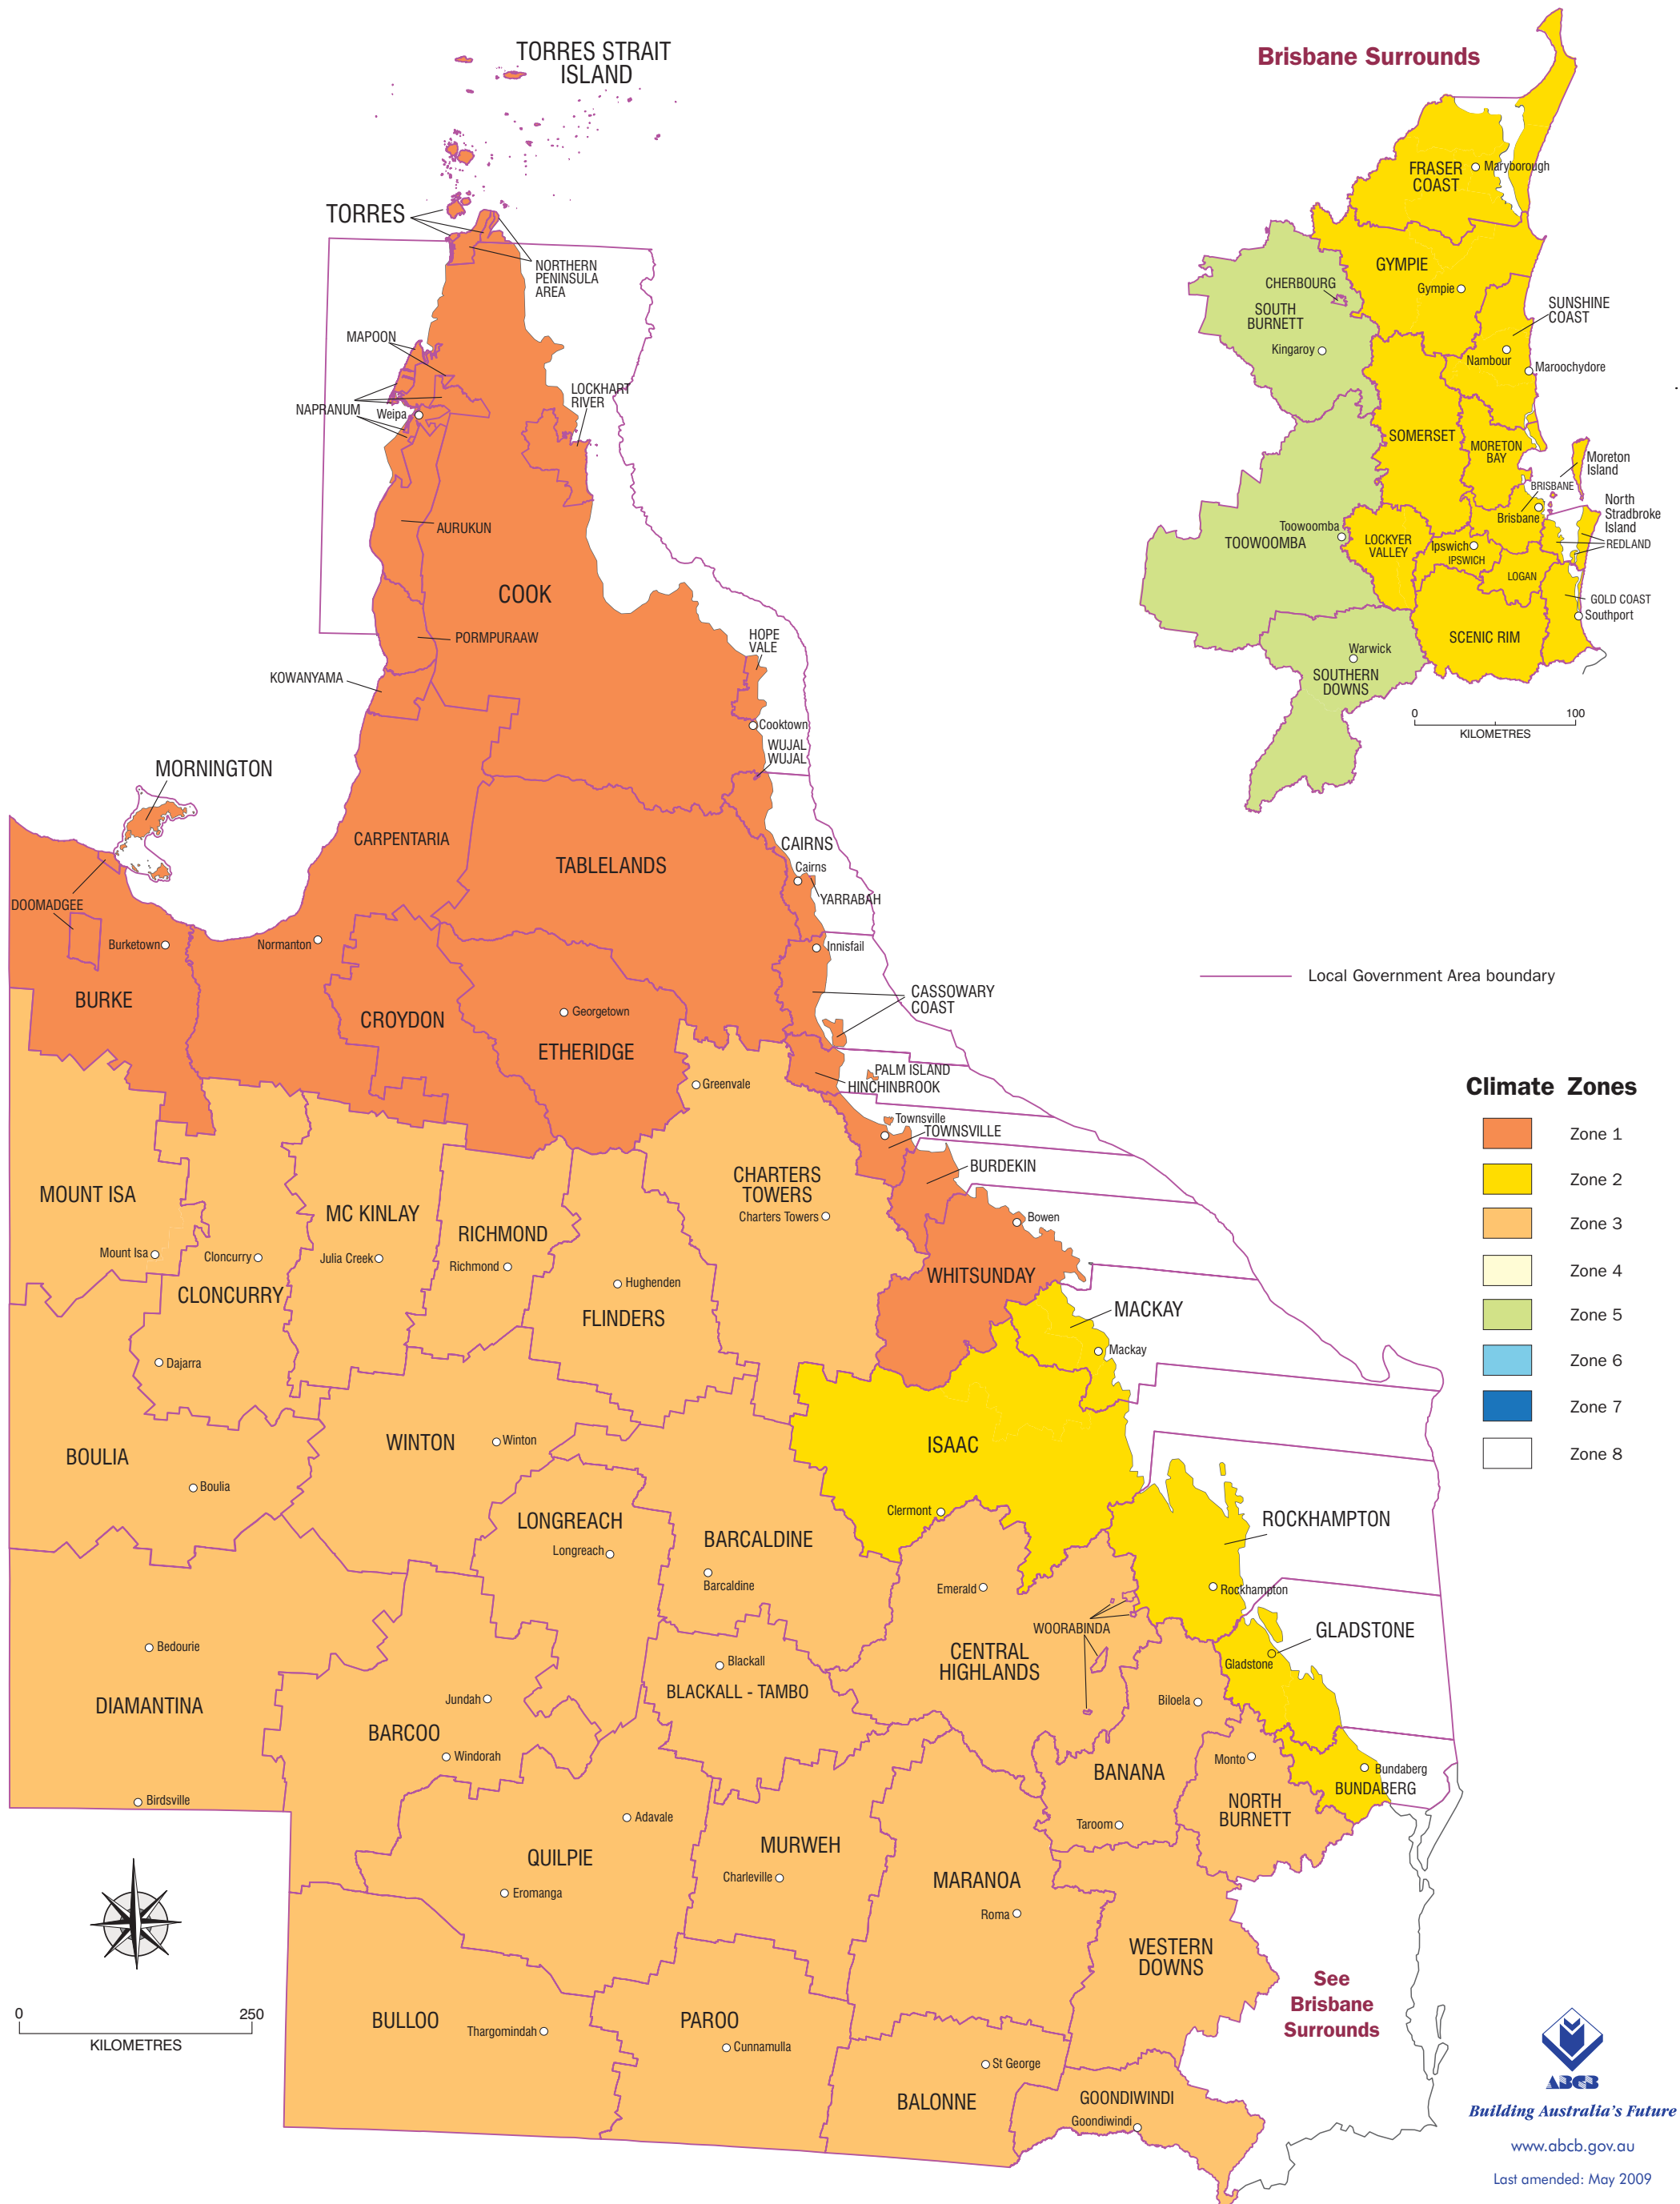 TORRES STRAIT
ISLAND
Brisbane Surrounds
TORRES
NORTHERN
PENINSULA
AREA
MAPOON
NAPRANUM
Weipa
LOCKHART
RIVER
AURUKUN
COOK
PORMPURAAW
KOWANYAMA
HOPE
VALE
Cooktown
WUJAL
WUJAL
MORNINGTON
CARPENTARIA
TABLELANDS
CAIRNS
Cairns
YARRABAH
DOOMADGEE
Burketown
Normanton
Innisfail
BURKE
CROYDON
Georgetown
ETHERIDGE
CASSOWARY
COAST
Greenvale
PALM ISLAND
HINCHINBROOK
Townsville
TOWNSVILLE
BURDEKIN
MOUNT ISA
Mount Isa
Cloncurry
CLONCURRY
MC KINLAY
Julia Creek
RICHMOND
Richmond
Hughenden
FLINDERS
CHARTERS
TOWERS
Charters Towers
Bowen
WHITSUNDAY
MACKAY
Mackay
Dajarra
BOULIA
Boulia
WINTON
Winton
ISAAC
Clermont
LONGREACH
Longreach
BARCALDINE
Barcaldine
Emerald
ROCKHAMPTON
Rockhampton
WOORABINDA
CENTRAL
HIGHLANDS
GLADSTONE
Gladstone
Bedourie
DIAMANTINA
Birdsville
Jundah
BARCOO
Windorah
Blackall
BLACKALL - TAMBO
Biloela
BANANA
Taroom
Monto
NORTH
BURNETT
Bundaberg
BUNDABERG
Adavale
QUILPIE
Eromanga
MURWEH
Charleville
MARANOA
Roma
WESTERN
DOWNS
BULLOO
Thargomindah
PAROO
Cunnamulla
St George
BALONNE
GOONDIWINDI
Goondiwindi
See
Brisbane
Surrounds
0 250
KILOMETRES
FRASER
COAST
Maryborough
GYMPIE
Gympie
CHERBOURG
SOUTH
BURNETT
Kingaroy
SUNSHINE
COAST
Nambour
Maroochydore
SOMERSET
MORETON
BAY
Moreton
Island
BRISBANE
Brisbane
North
Stradbroke
Island
REDLAND
Toowoomba
TOOWOOMBA
LOCKYER
VALLEY
Ipswich
IPSWICH
LOGAN
GOLD COAST
Southport
SCENIC RIM
Warwick
SOUTHERN
DOWNS
0 100
KILOMETRES
Local Government Area boundary
Climate Zones
Zone 1
Zone 2
Zone 3
Zone 4
Zone 5
Zone 6
Zone 7
Zone 8
ABCB
Building Australia's Future
www.abcb.gov.au
Last amended: May 2009